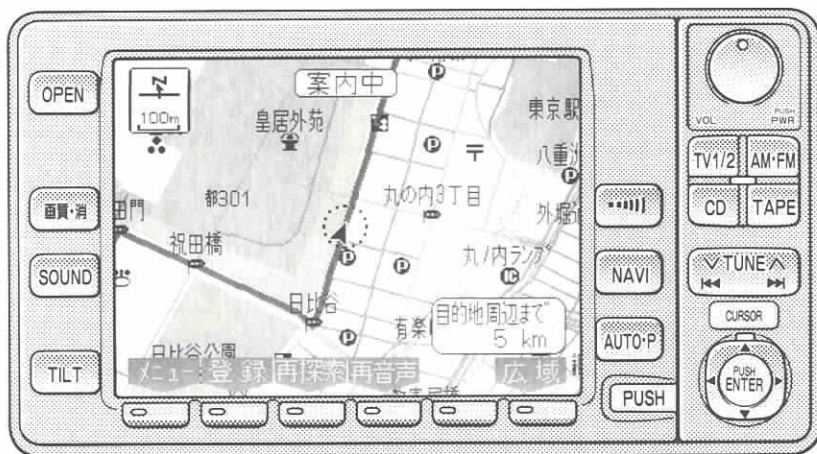 OPEN
画質・消
SOUND
TILT
100m
案内中
皇居外苑
東京駅
P
P
〒
八重洲
P
都301
丸の内3丁目
田門
祝田橋
P
P
丸ノ内ランプ
IC
日比谷
P
有楽
目的地周辺まで
5 km
日比谷公園
メニュー 登録 再探索 再音声 広域
VOL
PUSH
PWR
TV1/2 AM・FM
CD TAPE
NAVI
TUNE
CURSOR
AUTO・P
PUSH
ENTER
PUSH